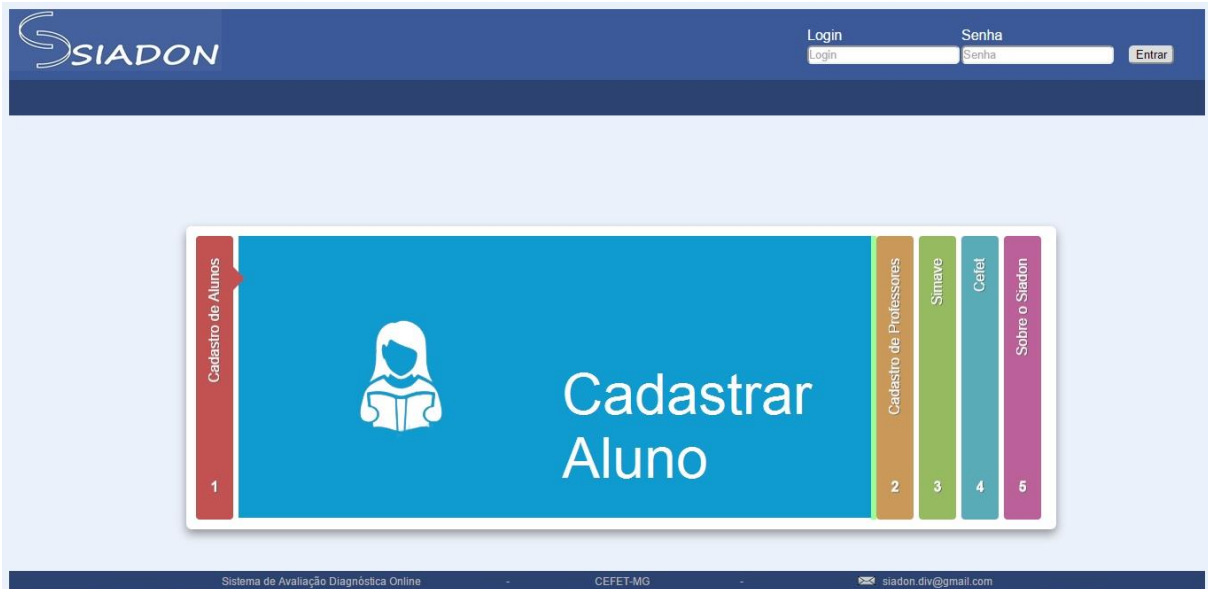 SSIADON
Login Senha
Login Senha Entrar
Cadastro de Alunos
1
Cadastrar
Aluno
Cadastro de Professores
2
Simave
3
Cefet
4
Sobre o Siadon
5
Sistema de Avaliação Diagnóstica Online - CEFET-MG - siadon.div@gmail.com